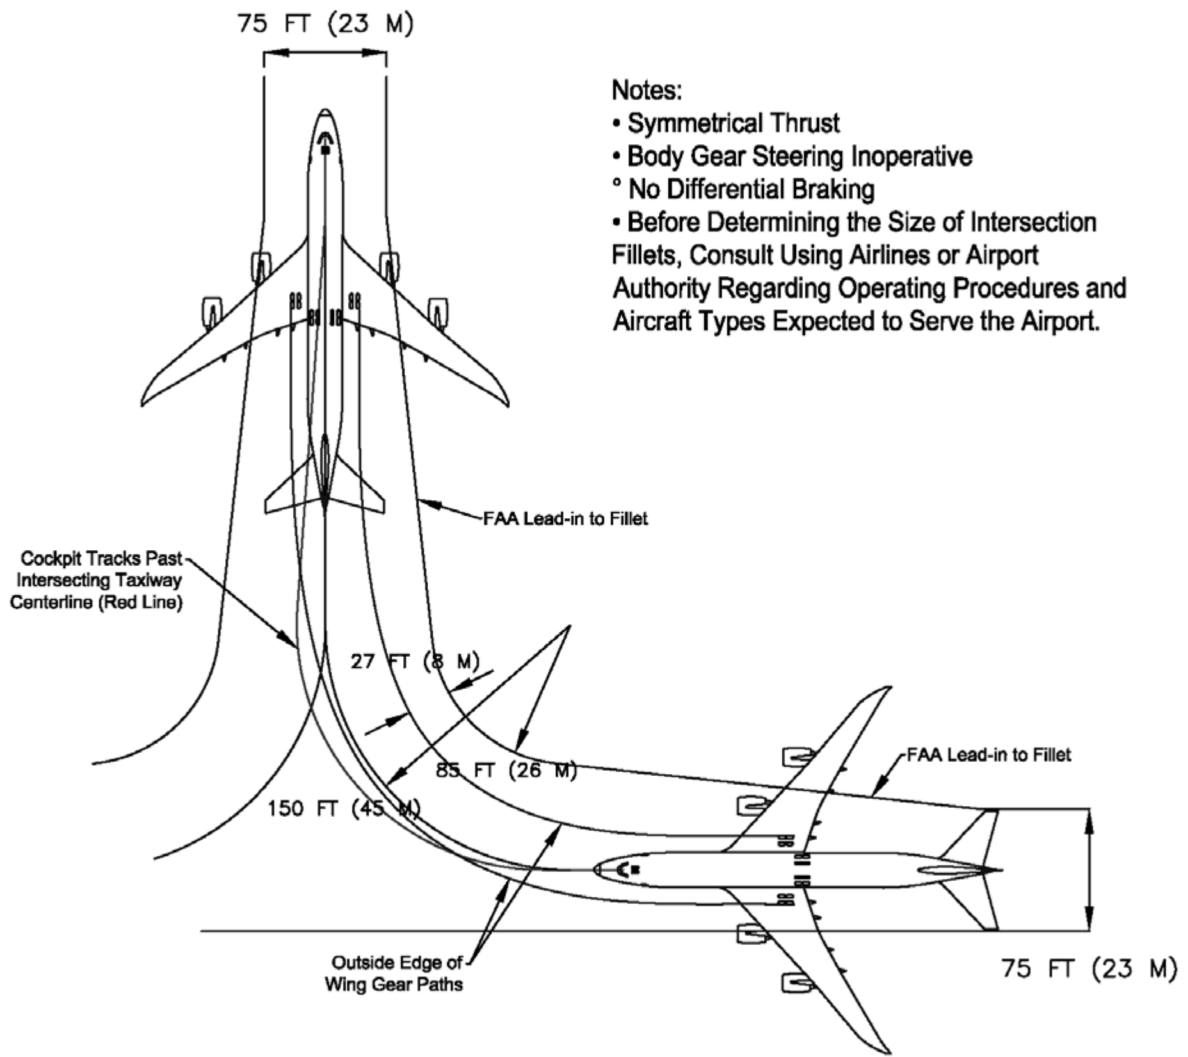 75 FT (23 M)
Notes:
• Symmetrical Thrust
• Body Gear Steering Inoperative
° No Differential Braking
• Before Determining the Size of Intersection
Fillets, Consult Using Airlines or Airport
Authority Regarding Operating Procedures and
Aircraft Types Expected to Serve the Airport.
FAA Lead-in to Fillet
Cockpit Tracks Past
Intersecting Taxiway
Centerline (Red Line)
27 FT (8 M)
FAA Lead-in to Fillet
85 FT (26 M)
150 FT (45 M)
Outside Edge of
Wing Gear Paths
75 FT (23 M)